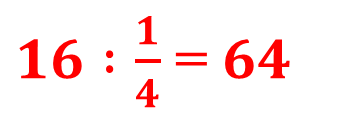 16 : 1/4 = 64